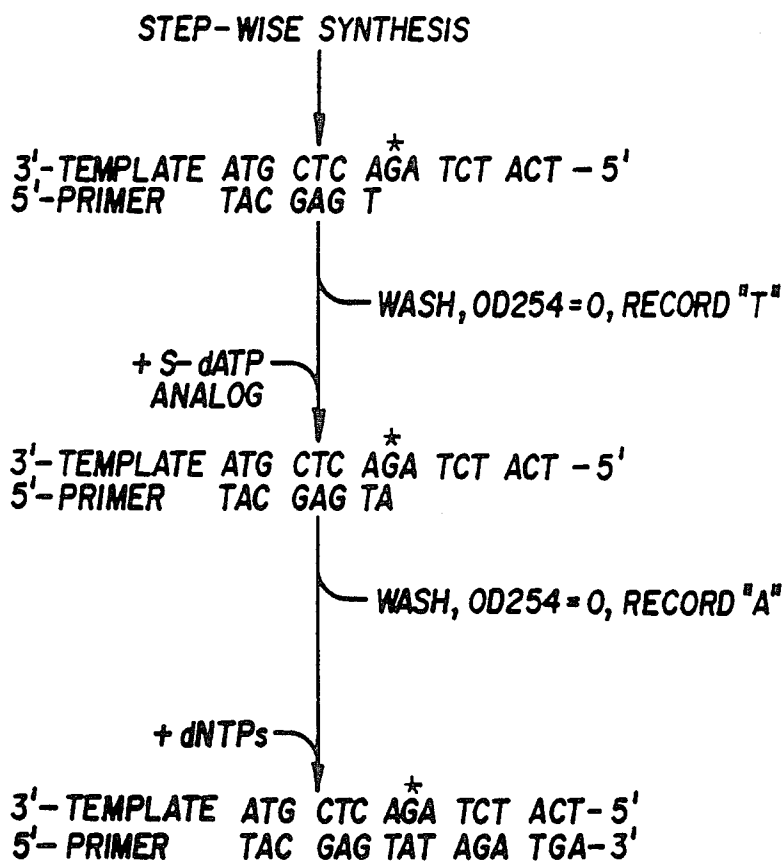 STEP-WISE SYNTHESIS
*
3'-TEMPLATE ATG CTC AGA TCT ACT-5'
5'-PRIMER TAC GAG T
WASH, OD254=0, RECORD "T"
+ S-dATP
ANALOG
*
3'-TEMPLATE ATG CTC AGA TCT ACT-5'
5'-PRIMER TAC GAG TA
WASH, OD254=0, RECORD "A"
+ dNTPs
*
3'-TEMPLATE ATG CTC AGA TCT ACT-5'
5'-PRIMER TAC GAG TAT AGA TGA-3'